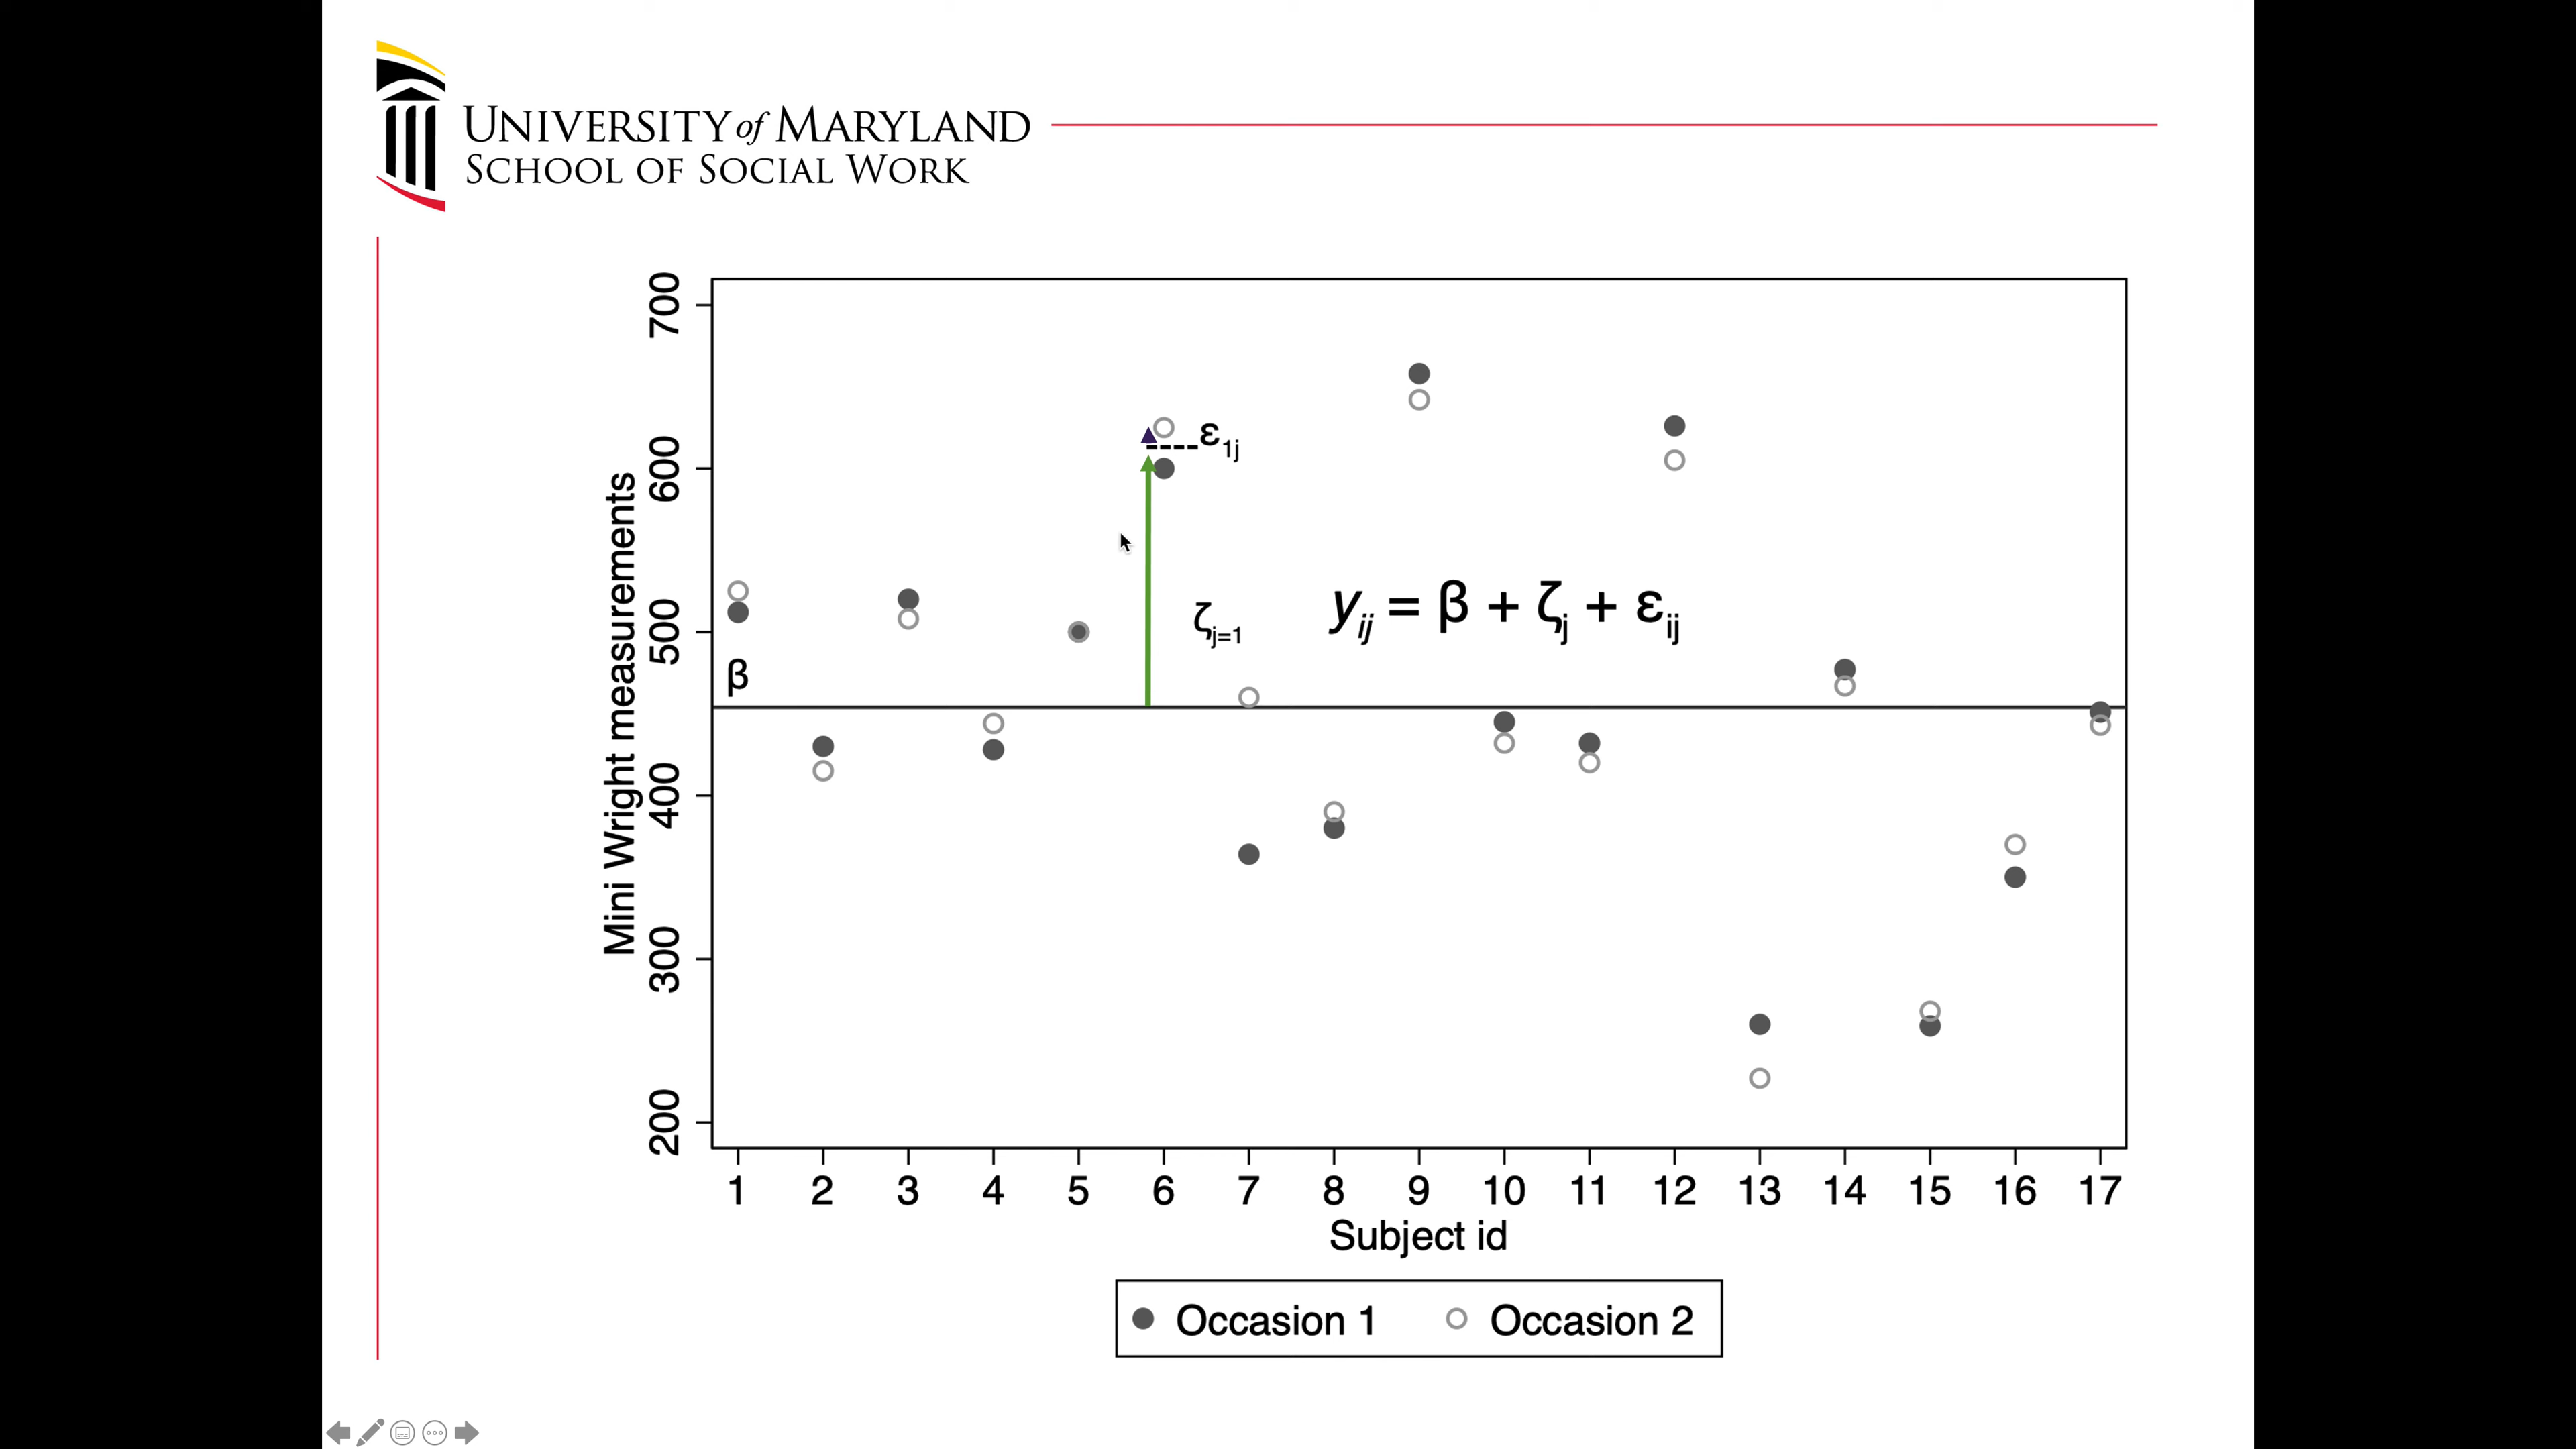 UNIVERSITY of MARYLAND
SCHOOL OF SOCIAL WORK
700
600
500
400
300
200
Mini Wright measurements
ε1j
ζj=1
yij = β + ζj + εij
β
1 2 3 4 5 6 7 8 9 10 11 12 13 14 15 16 17
Subject id
Occasion 1 Occasion 2